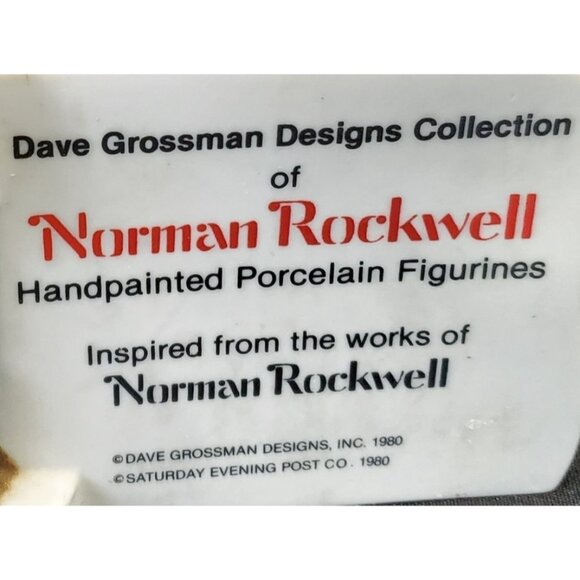 Dave Grossman Designs Collection
of
Norman Rockwell
Handpainted Porcelain Figurines
Inspired from the works of
Norman Rockwell
©DAVE GROSSMAN DESIGNS, INC. 1980
©SATURDAY EVENING POST CO. 1980